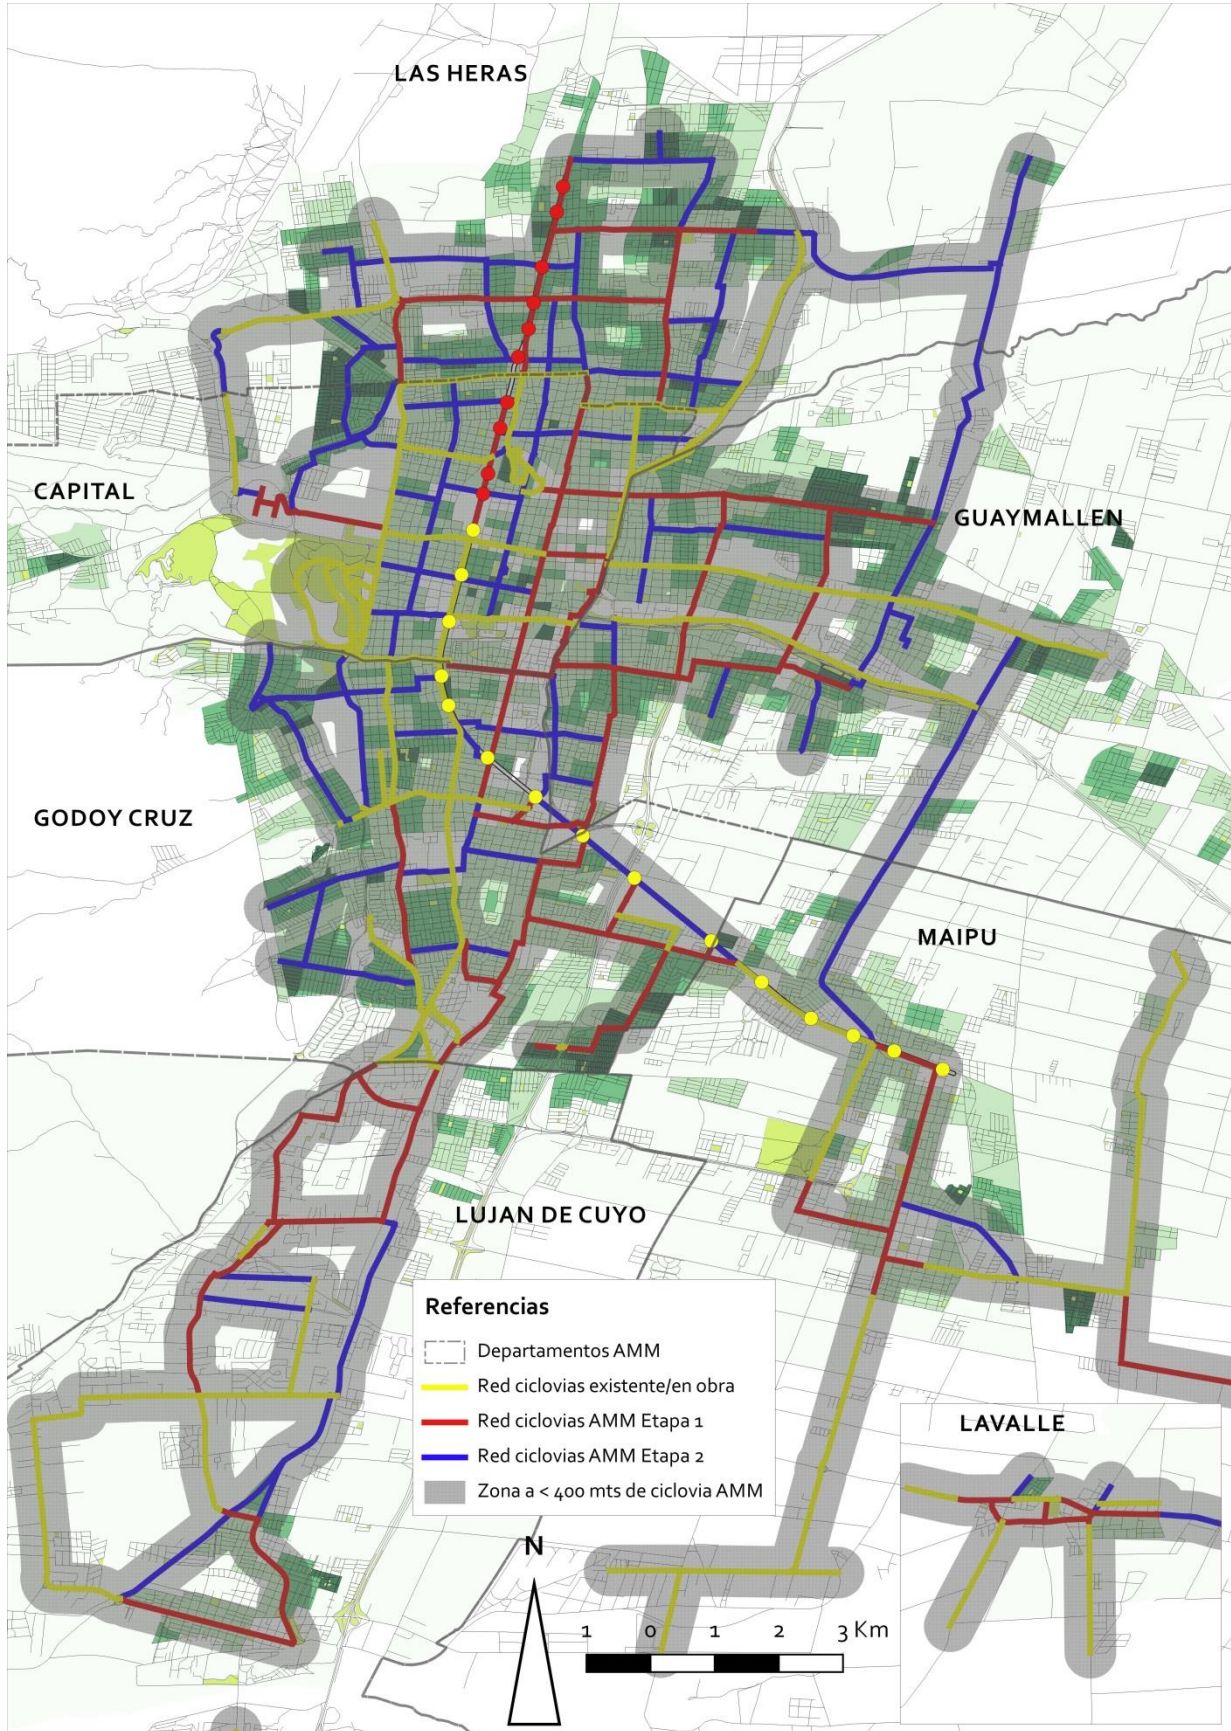 LAS HERAS
CAPITAL
GUAYMALLEN
GODOY CRUZ
MAIPU
LUJAN DE CUYO
Referencias
Departamentos AMM
Red ciclovias existente/en obra
Red ciclovias AMM Etapa 1
Red ciclovias AMM Etapa 2
Zona a < 400 mts de ciclovia AMM
LAVALLE
N
1 0 1 2 3 Km